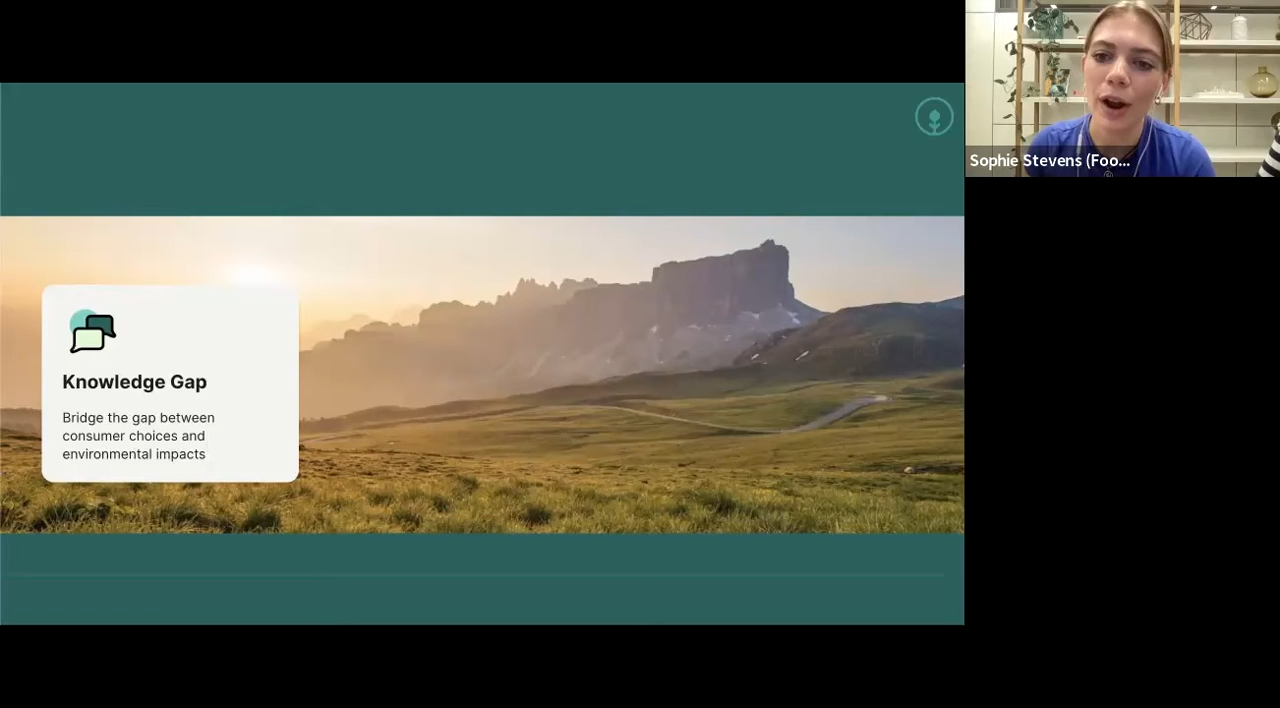 Knowledge Gap
Bridge the gap between
consumer choices and
environmental impacts
Sophie Stevens (Foo...